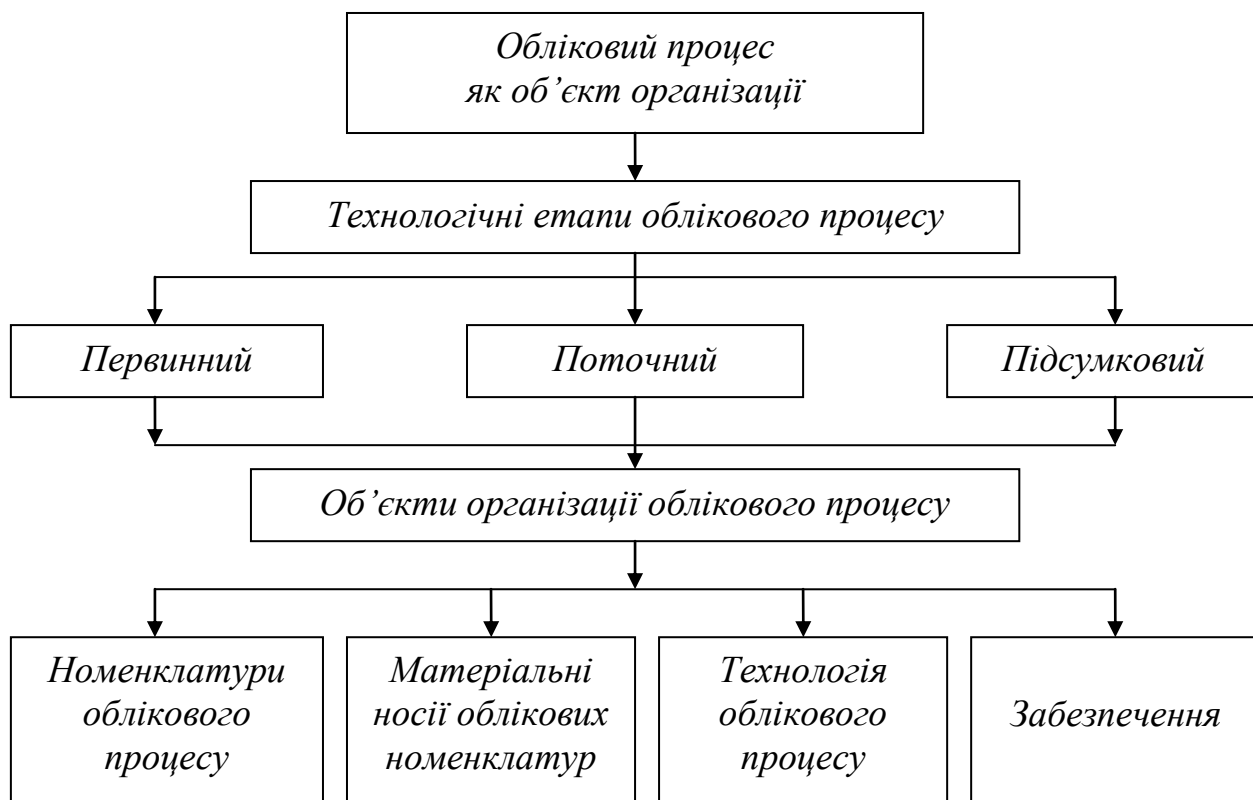 Обліковий процес
як об’єкт організації
Технологічні етапи облікового процесу
Первинний
Поточний
Підсумковий
Об’єкти організації облікового процесу
Номенклатури
облікового
процесу
Матеріальні
носії облікових
номенклатур
Технологія
облікового
процесу
Забезпечення